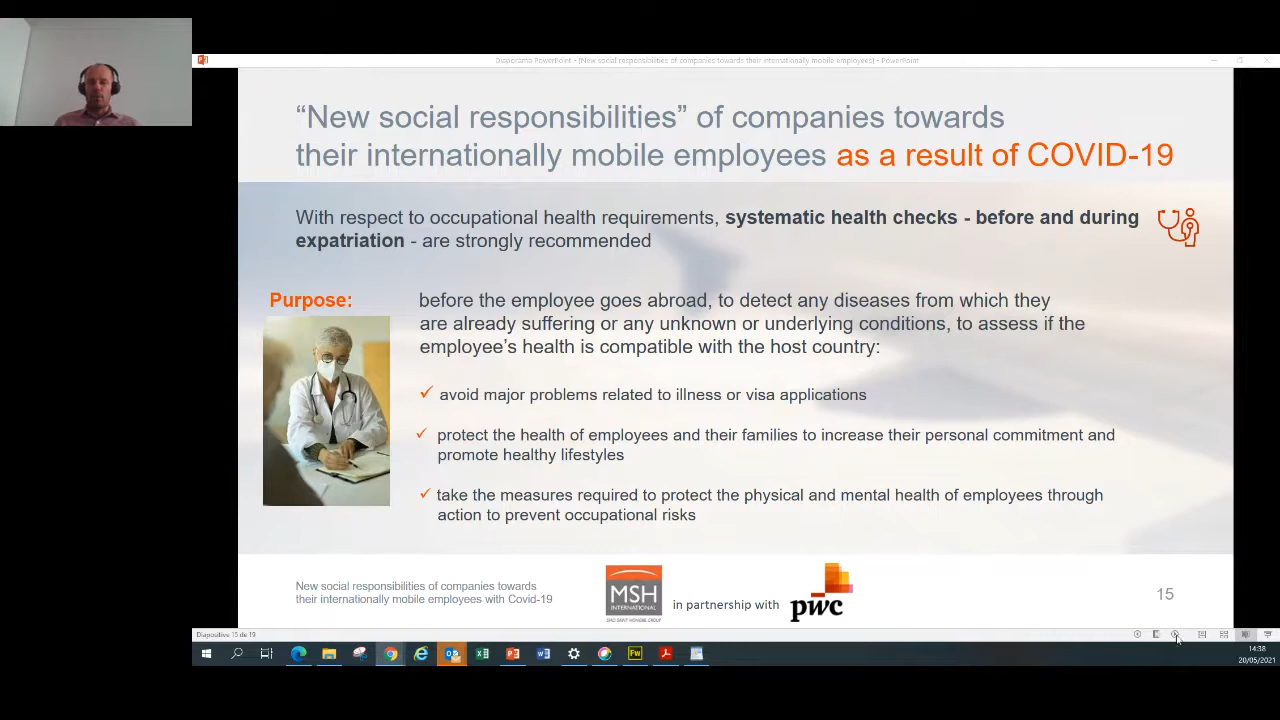 Diaporama PowerPoint - [New social responsibilities of companies towards their internationally mobile employees] - PowerPoint
“New social responsibilities” of companies towards
their internationally mobile employees as a result of COVID-19
With respect to occupational health requirements, systematic health checks - before and during
expatriation - are strongly recommended
Purpose:
before the employee goes abroad, to detect any diseases from which they
are already suffering or any unknown or underlying conditions, to assess if the
employee’s health is compatible with the host country:
avoid major problems related to illness or visa applications
protect the health of employees and their families to increase their personal commitment and
promote healthy lifestyles
take the measures required to protect the physical and mental health of employees through
action to prevent occupational risks
New social responsibilities of companies towards
their internationally mobile employees with Covid-19
MSH
INTERNATIONAL
in partnership with
pwc
15
Diapositive 15 de 19
Fw
14:38
20/05/2021